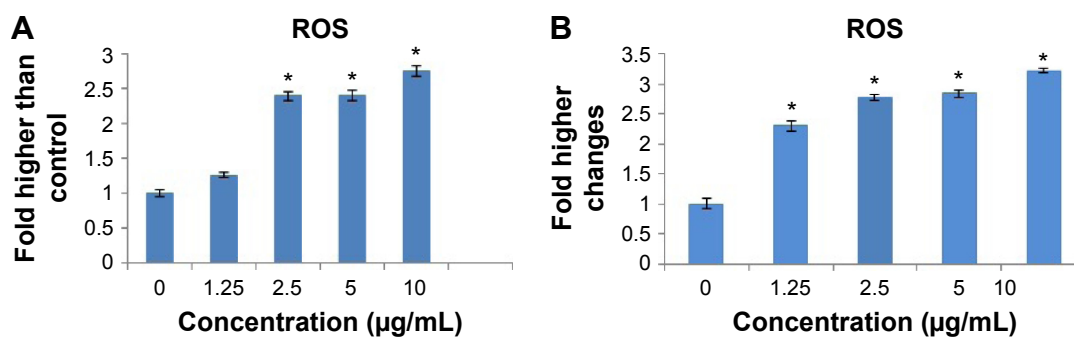 A
ROS
Fold higher than
control
3
2.5
2
1.5
1
0.5
0
*
*
*
0 1.25 2.5 5 10
Concentration (µg/mL)
B
ROS
Fold higher
changes
3.5
3
2.5
2
1.5
1
0.5
0
*
*
*
*
0 1.25 2.5 5 10
Concentration (µg/mL)